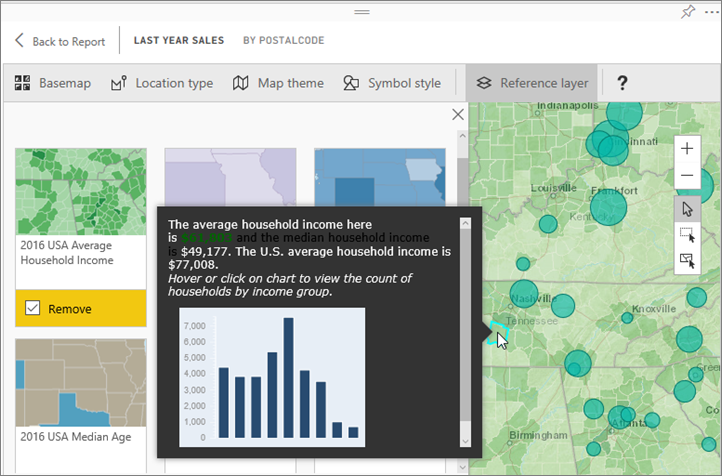 Back to Report
LAST YEAR SALES
BY POSTALCODE
Basemap
Location type
Map theme
Symbol style
Reference layer
?
2016 USA Average
Household Income
Remove
2016 USA Median Age
The average household income here
is and the median household income
is $49,177. The U.S. average household income is
$77,008.
Hover or click on chart to view the count of
households by income group.
7,000
6,000
5,000
4,000
3,000
2,000
1,000
0
Indianapolis
Louisville
Frankfort
Nashville
Tennessee
Knoxville
Birmingham
Atlanta